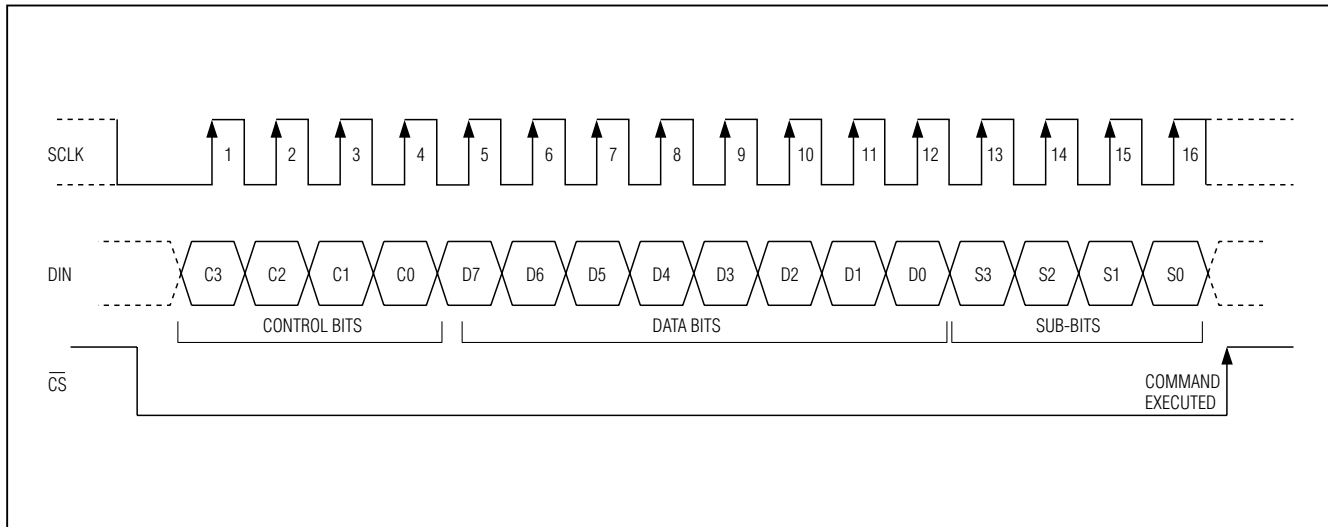 SCLK 1 2 3 4 5 6 7 8 9 10 11 12 13 14 15 16
DIN C3 C2 C1 C0 D7 D6 D5 D4 D3 D2 D1 D0 S3 S2 S1 S0
CONTROL BITS DATA BITS SUB-BITS
CS
COMMAND
EXECUTED